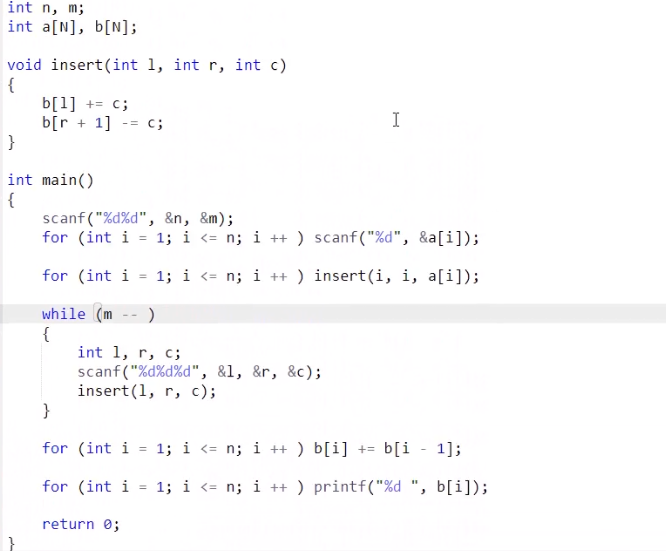 int n, m;
int a[N], b[N];
void insert(int l, int r, int c)
{
    b[l] += c;
    b[r + 1] -= c;
}
int main()
{
    scanf("%d%d", &n, &m);
    for (int i = 1; i <= n; i ++ ) scanf("%d", &a[i]);
    for (int i = 1; i <= n; i ++ ) insert(i, i, a[i]);
    while (m -- )
    {
        int l, r, c;
        scanf("%d%d%d", &l, &r, &c);
        insert(l, r, c);
    }
    for (int i = 1; i <= n; i ++ ) b[i] += b[i - 1];
    for (int i = 1; i <= n; i ++ ) printf("%d ", b[i]);
    return 0;
}